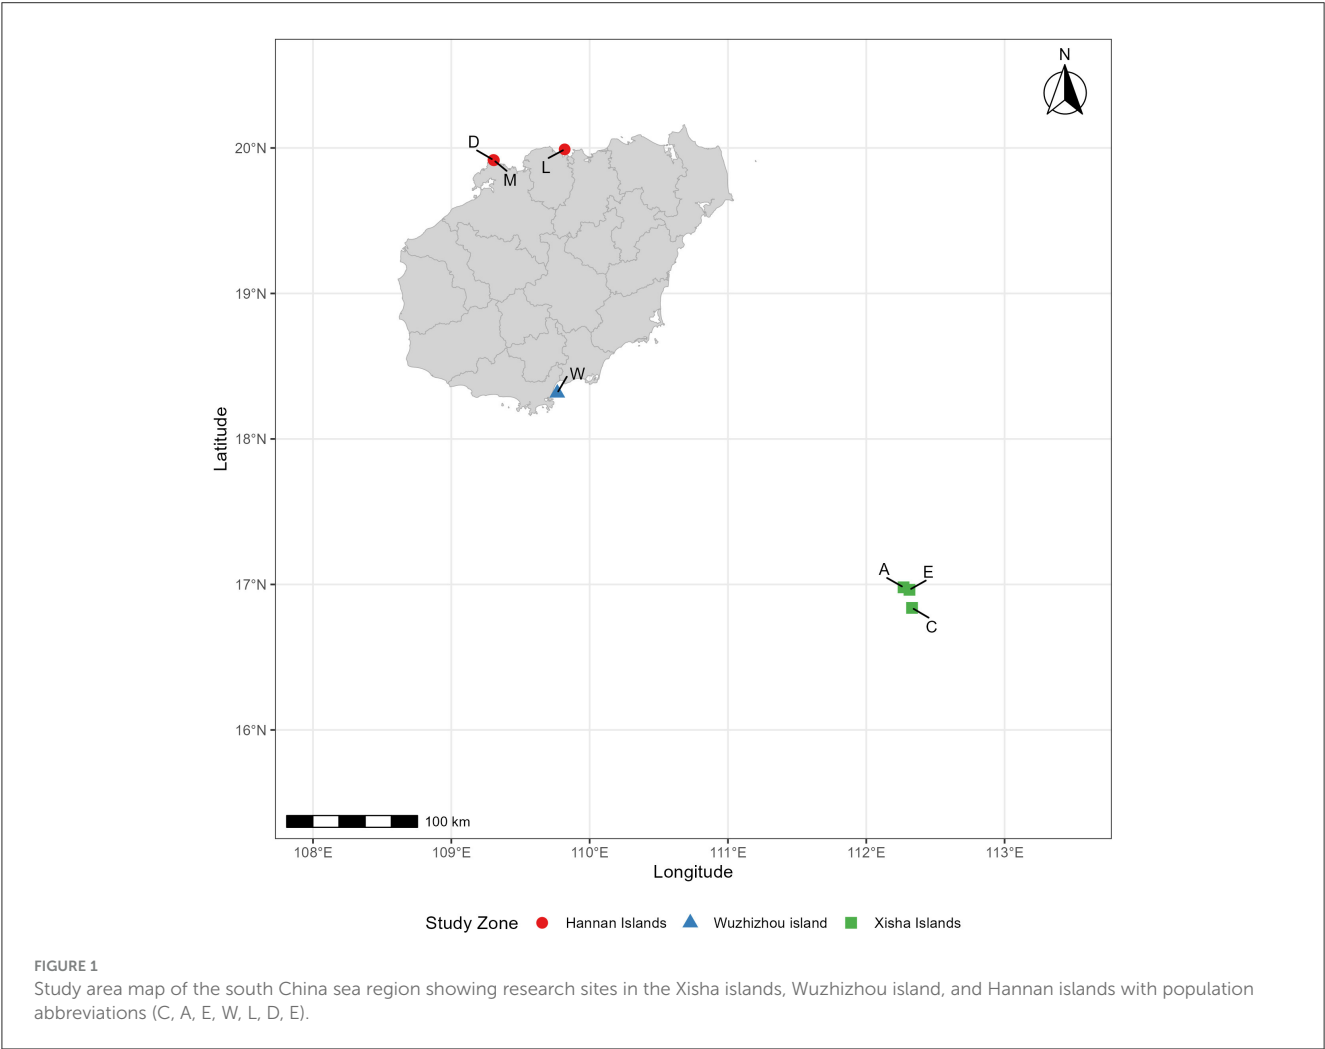 N
20°N
D
M
L
19°N
W
18°N
Latitude
17°N
A
E
C
16°N
100 km
108°E 109°E 110°E 111°E 112°E 113°E
Longitude
Study Zone Hannan Islands Wuzhizhou island Xisha Islands
FIGURE 1
Study area map of the south China sea region showing research sites in the Xisha islands, Wuzhizhou island, and Hannan islands with population
abbreviations (C, A, E, W, L, D, E).